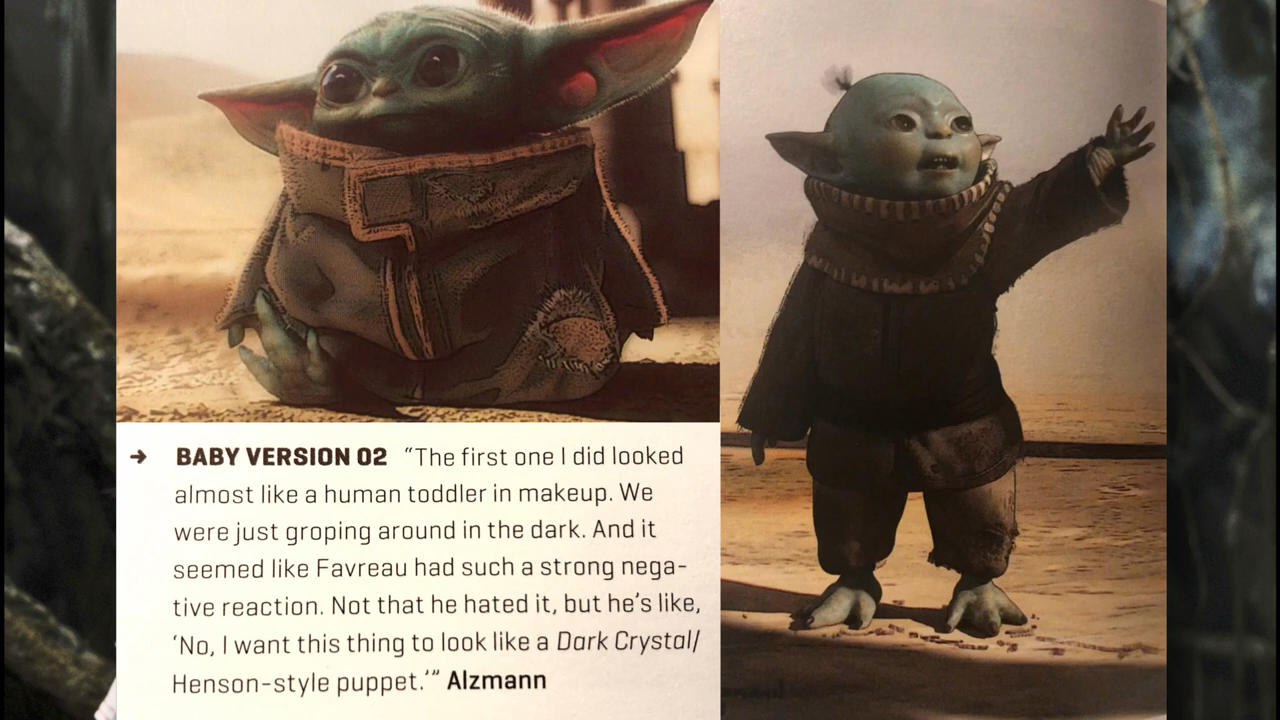 → BABY VERSION 02 “The first one I did looked
almost like a human toddler in makeup. We
were just groping around in the dark. And it
seemed like Favreau had such a strong nega-
tive reaction. Not that he hated it, but he’s like,
‘No, I want this thing to look like a Dark Crystal/
Henson-style puppet.’” Alzmann